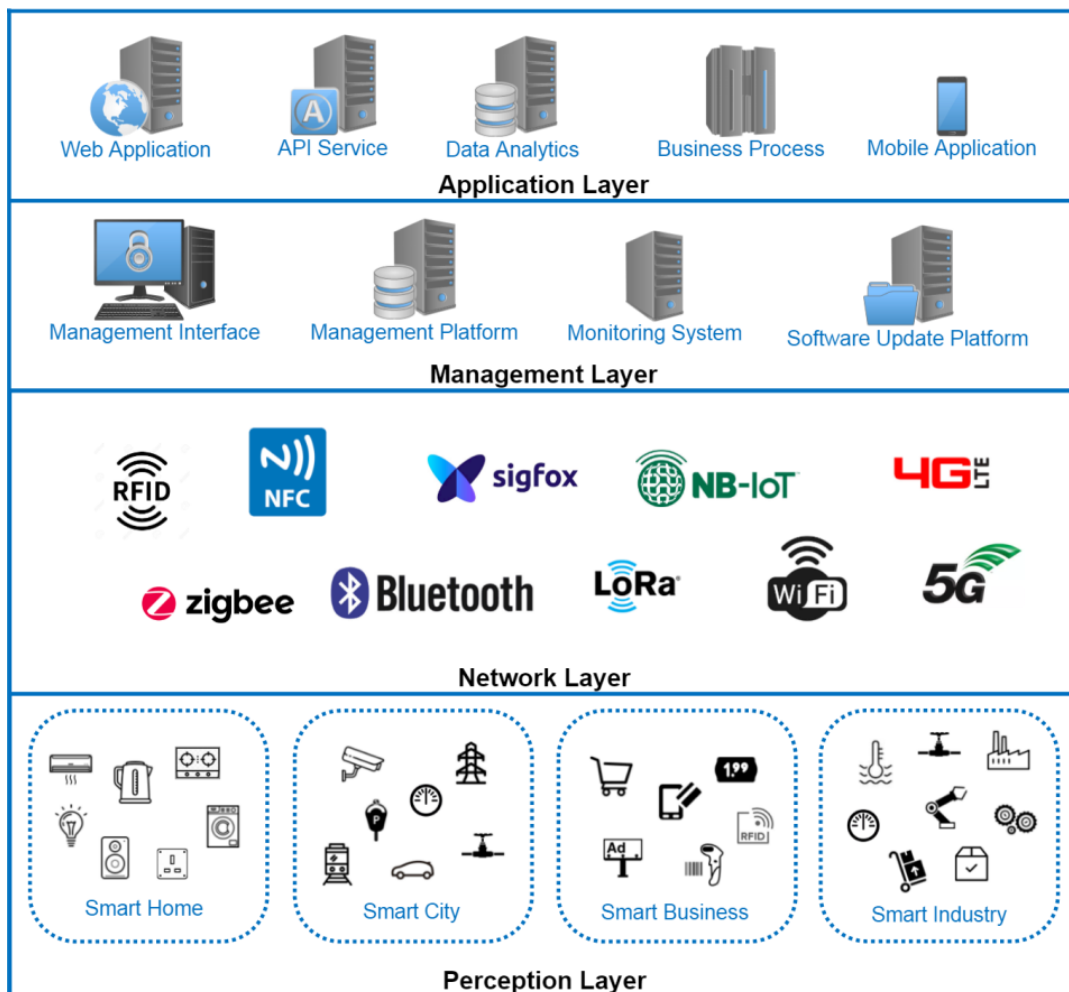 Web Application
API Service
Data Analytics
Business Process
Mobile Application
A
Application Layer
Management Interface
Management Platform
Monitoring System
Software Update Platform
Management Layer
RFID
NFC
sigfox
NB-IoT
4G LTE
zigbee
Bluetooth
LoRa
Wi Fi
5G
Network Layer
P
1.99
Ad
RFID
Smart Home
Smart City
Smart Business
Smart Industry
Perception Layer